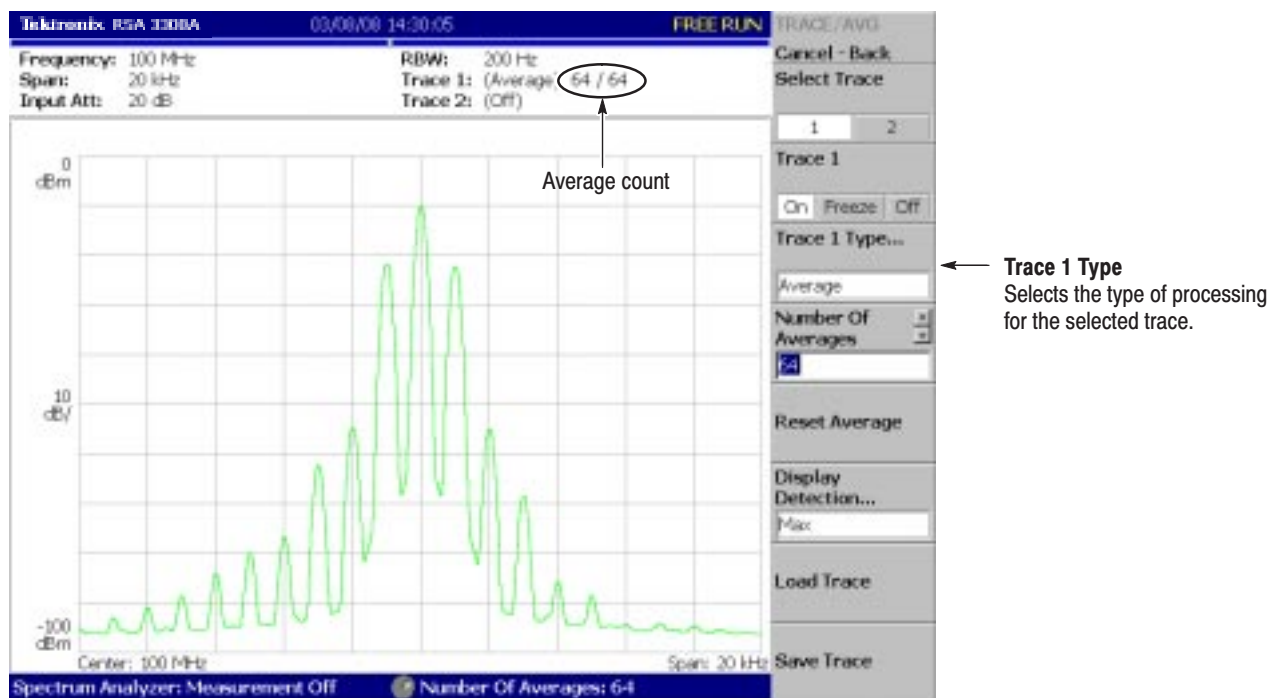 Tektronix RSA 3308A 03/08/08 14:30:05 FREE RUN
Frequency: 100 MHz
Span: 20 kHz
Input Att: 20 dB
RBW: 200 Hz
Trace 1: (Average) 64 / 64
Trace 2: (Off)
Average count
0
dBm
10
dB/
-100
dBm
Center: 100 MHz
Span: 20 kHz
Spectrum Analyzer: Measurement Off
Number Of Averages: 64
TRACE/AVG
Cancel - Back
Select Trace
1 2
Trace 1
On Freeze Off
Trace 1 Type...
Average
Number Of
Averages
64
Reset Average
Display
Detection...
Max
Load Trace
Save Trace
Trace 1 Type
Selects the type of processing
for the selected trace.